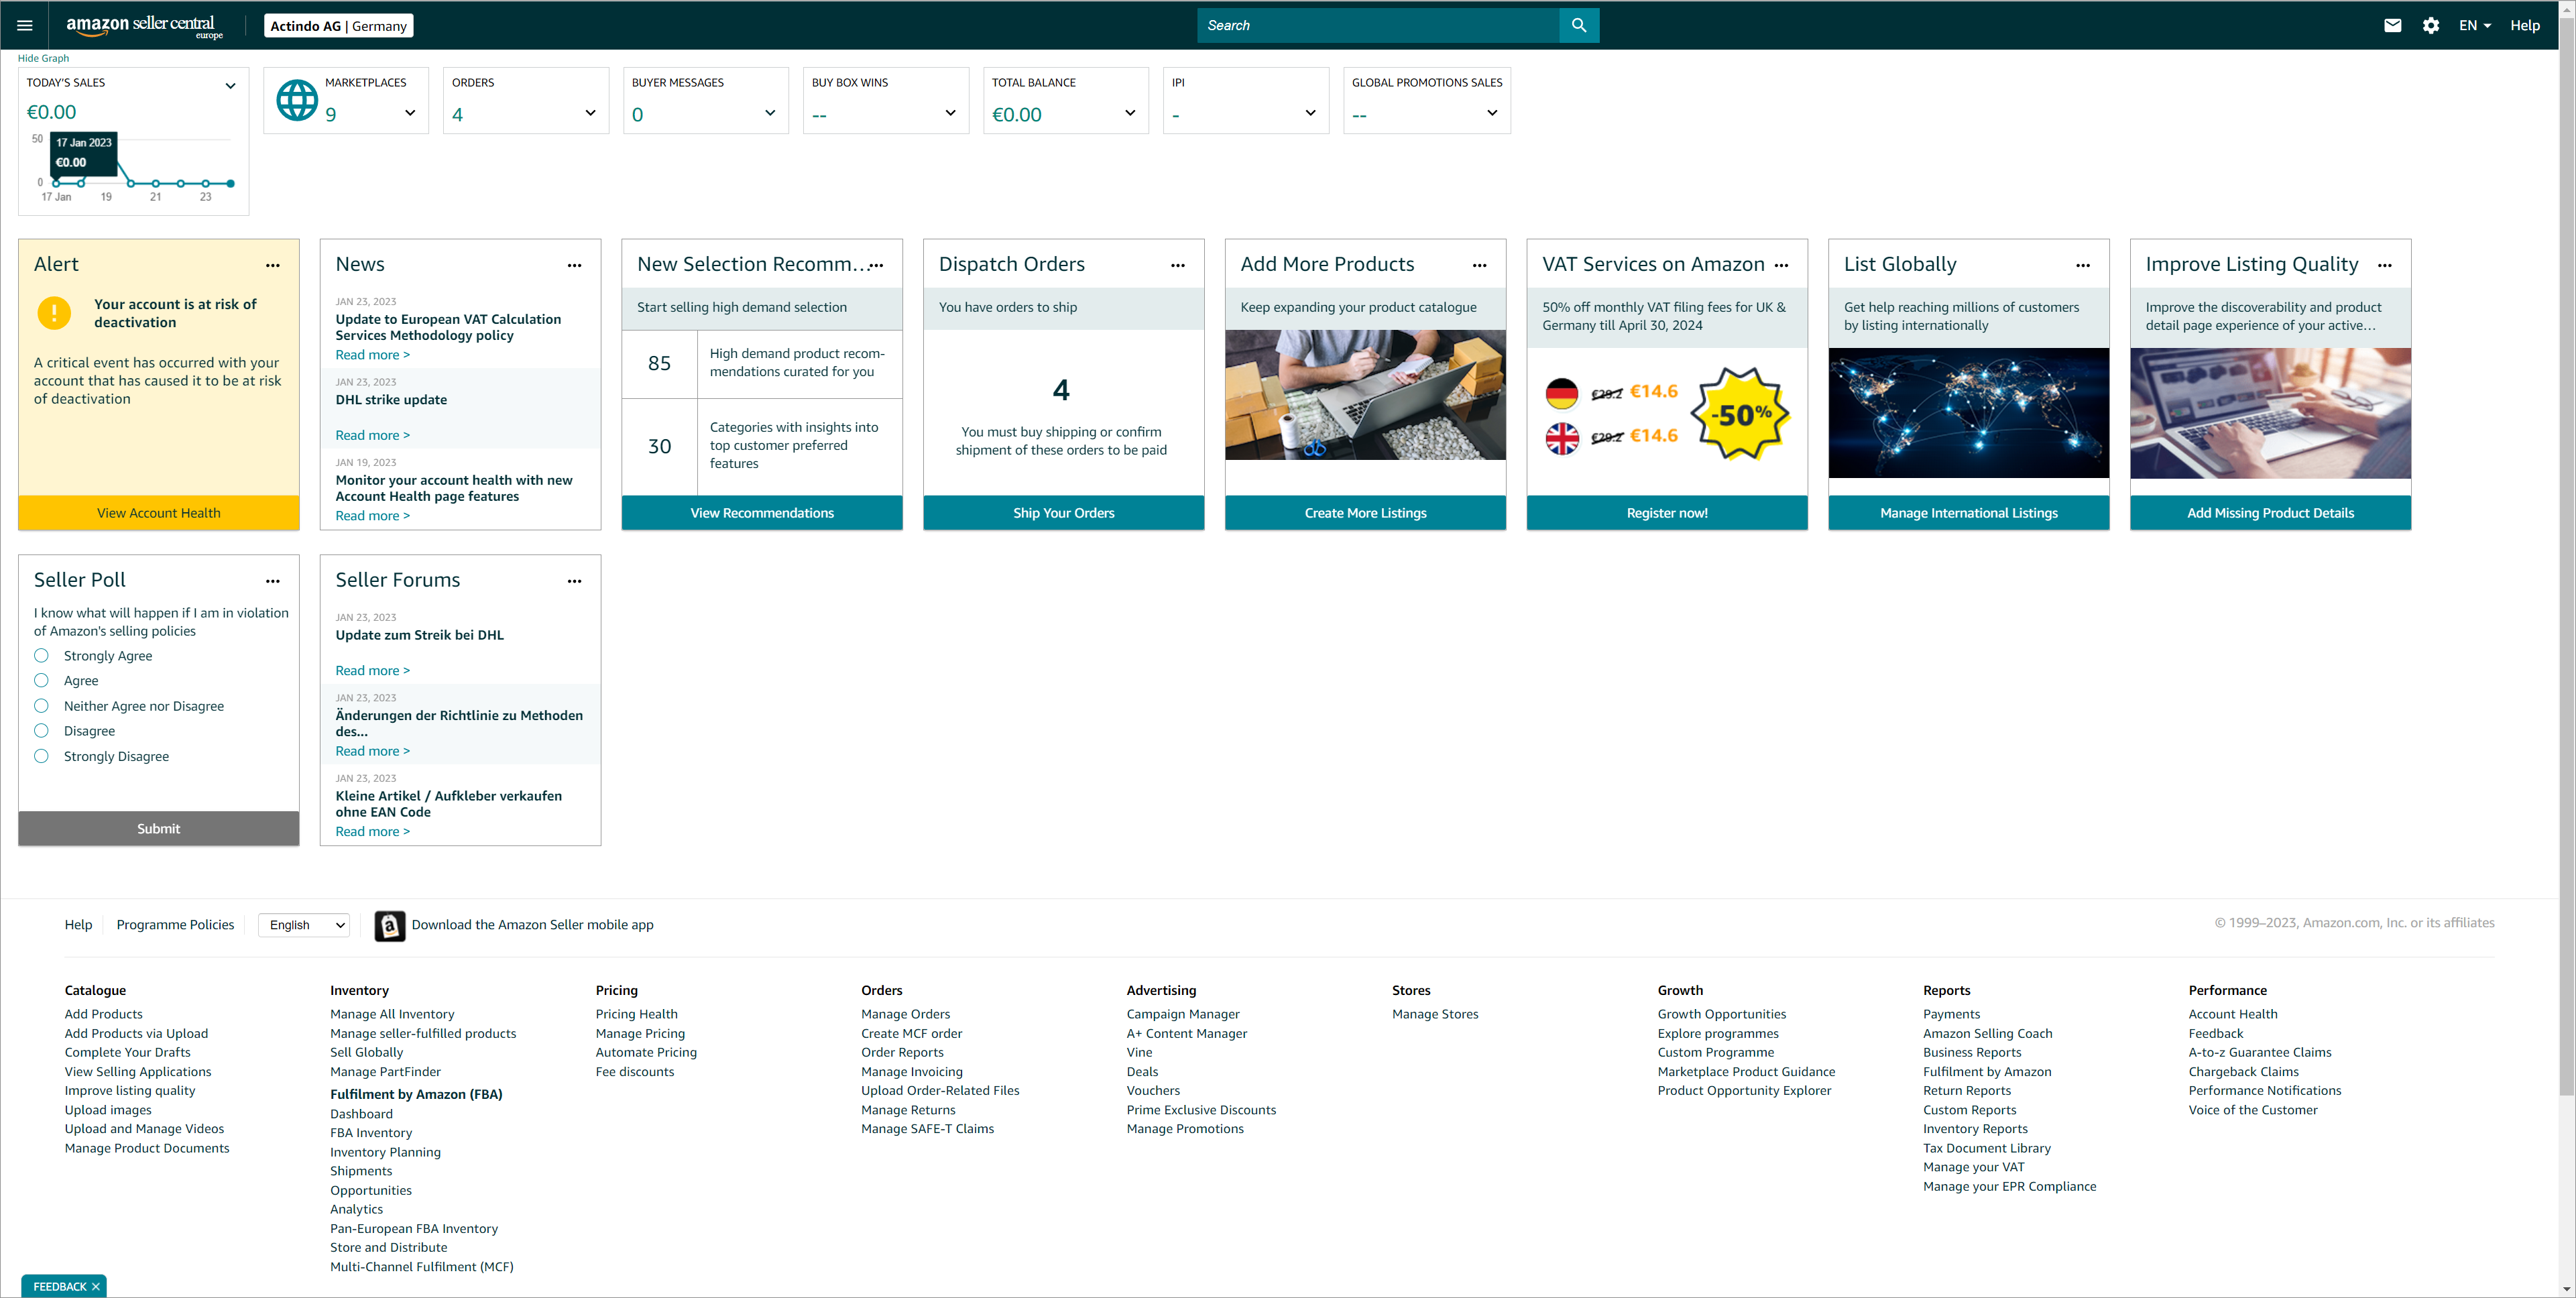 amazon seller central
europe
Actindo AG | Germany
Search
EN
Help
Hide Graph
TODAY'S SALES
€0.00
50
17 Jan 2023
€0.00
0
17 Jan
19
21
23
MARKETPLACES
9
ORDERS
4
BUYER MESSAGES
0
BUY BOX WINS
--
TOTAL BALANCE
€0.00
IPI
-
GLOBAL PROMOTIONS SALES
--
Alert
Your account is at risk of
deactivation
A critical event has occurred with your
account that has caused it to be at risk
of deactivation
View Account Health
News
JAN 23, 2023
Update to European VAT Calculation
Services Methodology policy
Read more >
JAN 23, 2023
DHL strike update
Read more >
JAN 19, 2023
Monitor your account health with new
Account Health page features
Read more >
New Selection Recomm...
Start selling high demand selection
85
High demand product recom-
mendations curated for you
30
Categories with insights into
top customer preferred
features
View Recommendations
Dispatch Orders
You have orders to ship
4
You must buy shipping or confirm
shipment of these orders to be paid
Ship Your Orders
Add More Products
Keep expanding your product catalogue
Create More Listings
VAT Services on Amazon
50% off monthly VAT filing fees for UK &
Germany till April 30, 2024
€29.2 €14.6
€29.2 €14.6
-50%
Register now!
List Globally
Get help reaching millions of customers
by listing internationally
Manage International Listings
Improve Listing Quality
Improve the discoverability and product
detail page experience of your active...
Add Missing Product Details
Seller Poll
I know what will happen if I am in violation
of Amazon's selling policies
Strongly Agree
Agree
Neither Agree nor Disagree
Disagree
Strongly Disagree
Submit
Seller Forums
JAN 23, 2023
Update zum Streik bei DHL
Read more >
JAN 23, 2023
Änderungen der Richtlinie zu Methoden
des...
Read more >
JAN 23, 2023
Kleine Artikel / Aufkleber verkaufen
ohne EAN Code
Read more >
Help
Programme Policies
English
a
Download the Amazon Seller mobile app
© 1999–2023, Amazon.com, Inc. or its affiliates
Catalogue
Add Products
Add Products via Upload
Complete Your Drafts
View Selling Applications
Improve listing quality
Upload images
Upload and Manage Videos
Manage Product Documents
Inventory
Manage All Inventory
Manage seller-fulfilled products
Sell Globally
Manage PartFinder
Fulfilment by Amazon (FBA)
Dashboard
FBA Inventory
Inventory Planning
Shipments
Opportunities
Analytics
Pan-European FBA Inventory
Store and Distribute
Multi-Channel Fulfilment (MCF)
Pricing
Pricing Health
Manage Pricing
Automate Pricing
Fee discounts
Orders
Manage Orders
Create MCF order
Order Reports
Manage Invoicing
Upload Order-Related Files
Manage Returns
Manage SAFE-T Claims
Advertising
Campaign Manager
A+ Content Manager
Vine
Deals
Vouchers
Prime Exclusive Discounts
Manage Promotions
Stores
Manage Stores
Growth
Growth Opportunities
Explore programmes
Custom Programme
Marketplace Product Guidance
Product Opportunity Explorer
Reports
Payments
Amazon Selling Coach
Business Reports
Fulfilment by Amazon
Return Reports
Custom Reports
Inventory Reports
Tax Document Library
Manage your VAT
Manage your EPR Compliance
Performance
Account Health
Feedback
A-to-z Guarantee Claims
Chargeback Claims
Performance Notifications
Voice of the Customer
FEEDBACK